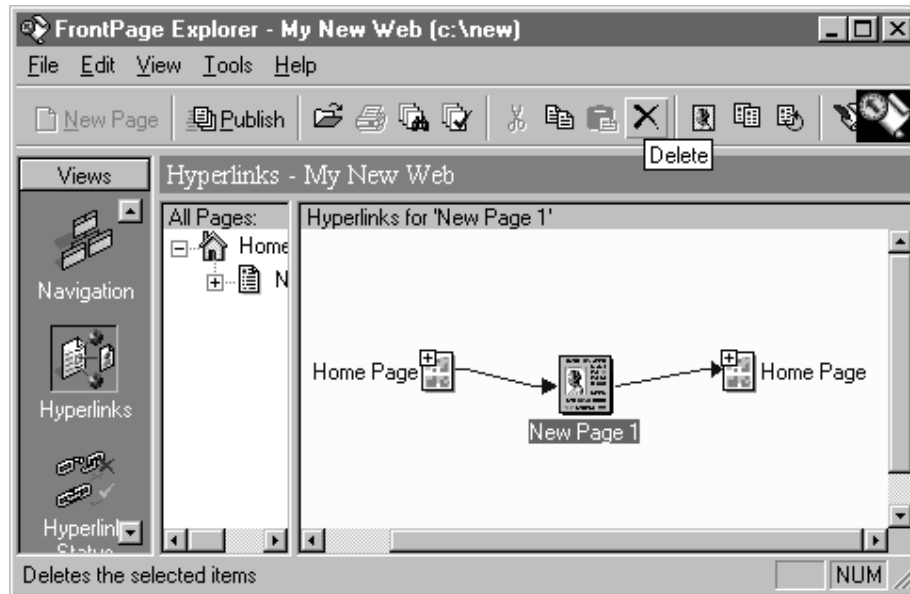 FrontPage Explorer - My New Web (c:\new)
File Edit View Tools Help
New Page Publish
Delete
Views
Hyperlinks - My New Web
All Pages:
Hyperlinks for 'New Page 1'
Home
N
Navigation
Home Page
Home Page
New Page 1
Hyperlinks
Hyperlink
Status
Deletes the selected items
NUM